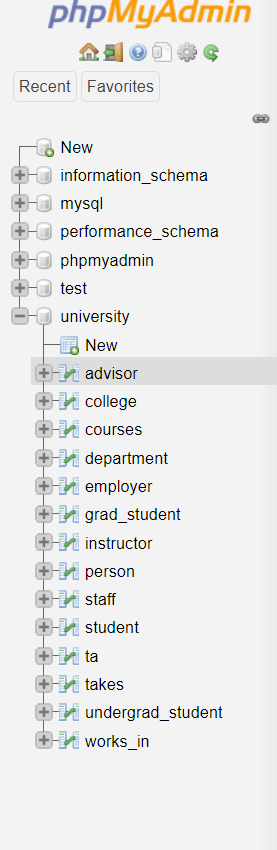 phpMyAdmin
Recent Favorites
New
information_schema
mysql
performance_schema
phpmyadmin
test
university
New
advisor
college
courses
department
employer
grad_student
instructor
person
staff
student
ta
takes
undergrad_student
works_in